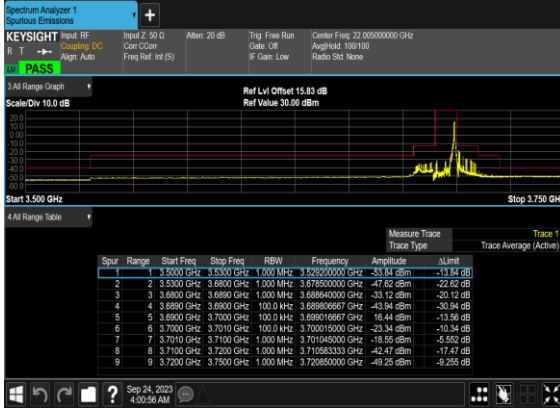 Spectrum Analyzer 1
Spurious Emissions
+
KEYSIGHT Input: RF Input Z: 50 Ω Atten: 20 dB Trig: Free Run Center Freq: 22.005000000 GHz
R T Coupling: DC Corr CCorr Gate: Off Avg|Hold: 100/100
Align: Auto Freq Ref: Int (S) IF Gain: Low Radio Std: None
PASS
3 All Range Graph
Ref Lvl Offset 15.83 dB
Scale/Div 10.0 dB Ref Value 30.00 dBm
20.0
10.0
0.00
-10.0
-20.0
-30.0
-40.0
-50.0
-60.0
Start 3.500 GHz Stop 3.750 GH
4 All Range Table
Measure Trace Trace 1
Trace Type Trace Average (Active)
Spur Range Start Freq Stop Freq RBW Frequency Amplitude ΔLimit
1 1 3.5000 GHz 3.5300 GHz 1.000 MHz 3.529200000 GHz -53.84 dBm -13.84 dB
2 2 3.5300 GHz 3.6800 GHz 1.000 MHz 3.678500000 GHz -47.62 dBm -22.62 dB
3 3 3.6800 GHz 3.6890 GHz 1.000 MHz 3.688640000 GHz -33.12 dBm -20.12 dB
4 4 3.6890 GHz 3.6900 GHz 100.0 kHz 3.689806667 GHz -43.94 dBm -30.94 dB
5 5 3.6900 GHz 3.7000 GHz 100.0 kHz 3.699016667 GHz 16.44 dBm -13.56 dB
6 6 3.7000 GHz 3.7010 GHz 100.0 kHz 3.700015000 GHz -23.34 dBm -10.34 dB
7 7 3.7010 GHz 3.7100 GHz 1.000 MHz 3.701045000 GHz -18.55 dBm -5.552 dB
8 8 3.7100 GHz 3.7200 GHz 1.000 MHz 3.710583333 GHz -42.47 dBm -17.47 dB
9 9 3.7200 GHz 3.7500 GHz 1.000 MHz 3.720850000 GHz -49.25 dBm -9.255 dB
? Sep 24, 2023
4:00:56 AM